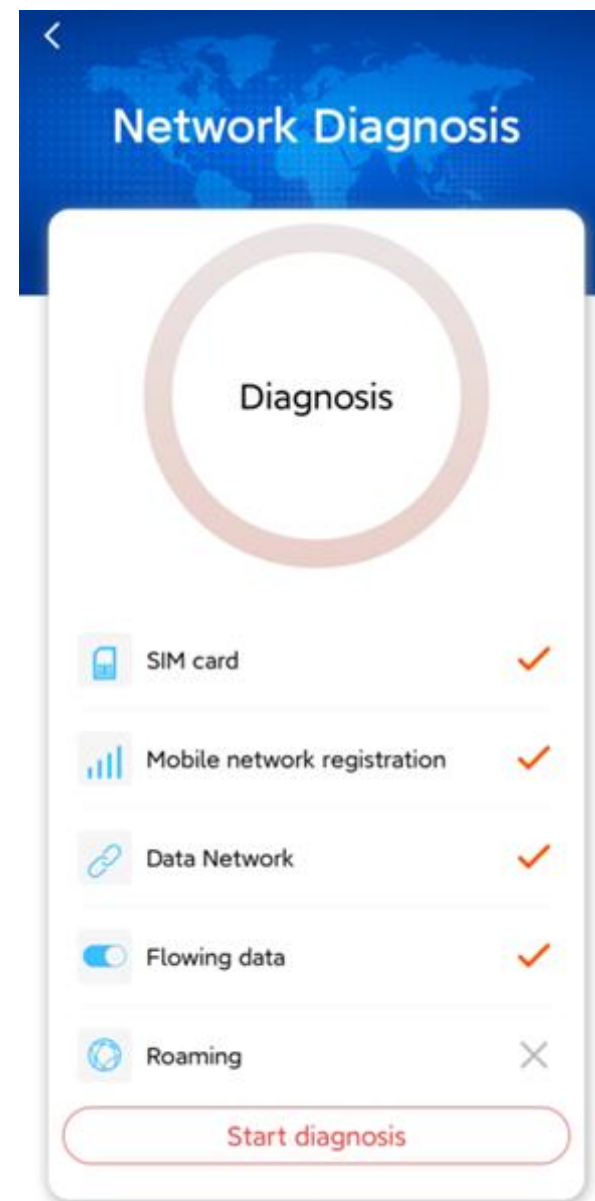 Network Diagnosis
Diagnosis
SIM card
Mobile network registration
Data Network
Flowing data
Roaming
Start diagnosis